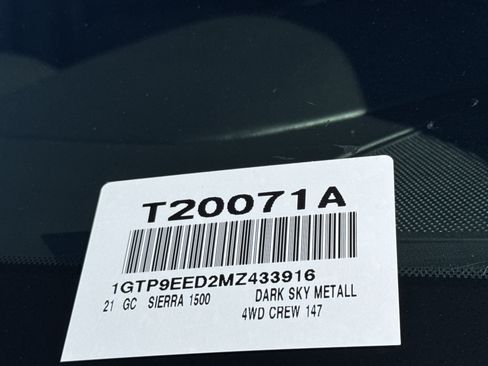 T20071A
1GTP9EED2MZ433916
21 GC SIERRA 1500 DARK SKY METALL
4WD CREW 147